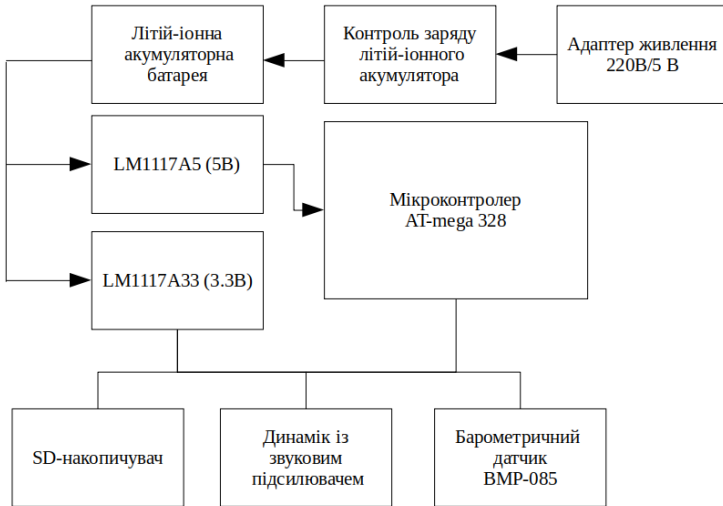 Літій-іонна
акумуляторна
батарея
Контроль заряду
літій-іонного
акумулятора
Адаптер живлення
220В/5 В
LM1117A5 (5В)
Мікроконтролер
AT-mega 328
LM1117A33 (3.3В)
SD-накопичувач
Динамік із
звуковим
підсилювачем
Барометричний
датчик
BMP-085